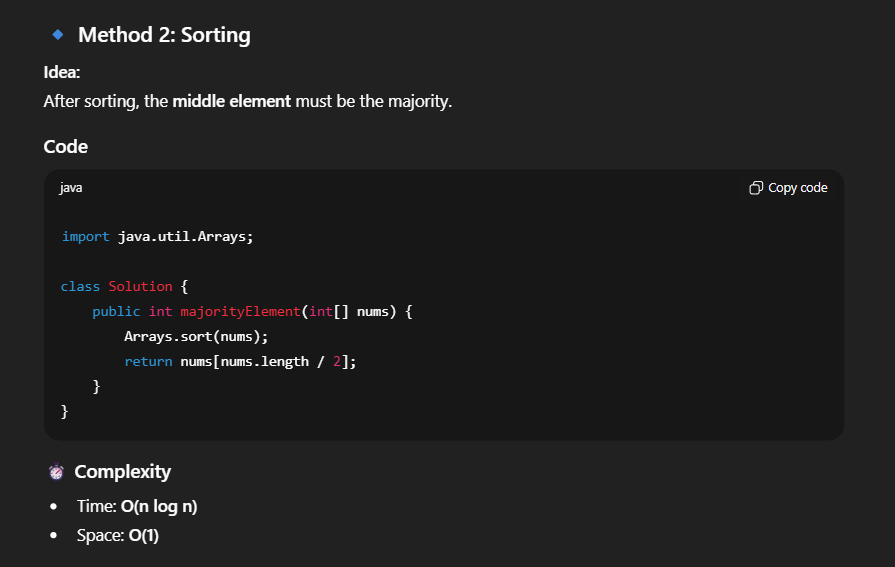 Method 2: Sorting
Idea:
After sorting, the middle element must be the majority.
Code
java
Copy code
import java.util.Arrays;
class Solution {
    public int majorityElement(int[] nums) {
        Arrays.sort(nums);
        return nums[nums.length / 2];
    }
}
Complexity
• Time: O(n log n)
• Space: O(1)